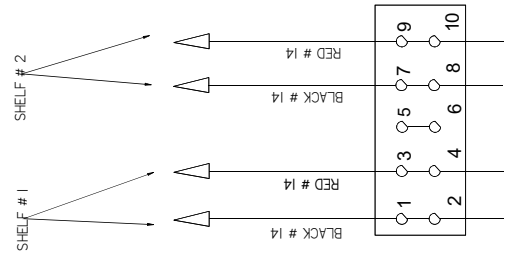 SHELF # 2
RED # 14
9
10
BLACK # 14
7
8
5
6
SHELF # 1
RED # 14
3
4
BLACK # 14
1
2